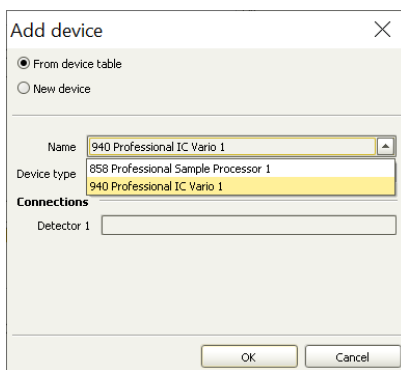 Add device
From device table
New device
Name 940 Professional IC Vario 1
858 Professional Sample Processor 1
Device type
940 Professional IC Vario 1
Connections
Detector 1
OK Cancel